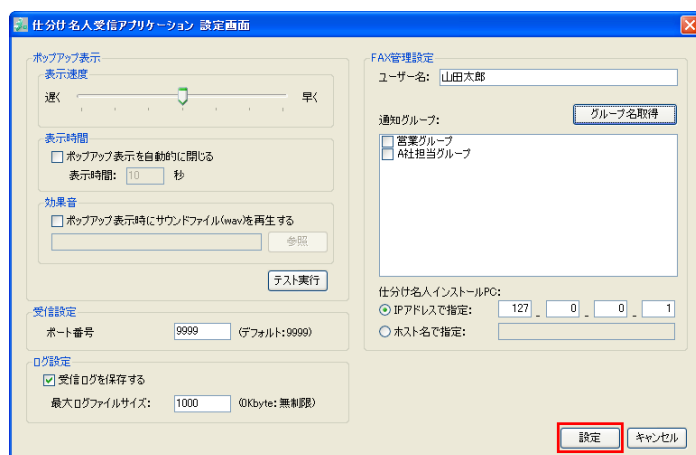 仕分け名人受信アプリケーション 設定画面
ポップアップ表示
表示速度
遅く
早く
表示時間
ポップアップ表示を自動的に閉じる
表示時間: 10 秒
効果音
ポップアップ表示時にサウンドファイル(wav)を再生する
参照
テスト実行
受信設定
ポート番号 9999 (デフォルト:9999)
ログ設定
受信ログを保存する
最大ログファイルサイズ: 1000 (0Kbyte:無制限)
FAX管理設定
ユーザー名: 山田太郎
通知グループ: グループ名取得
営業グループ
A社担当グループ
仕分け名人インストールPC:
IPアドレスで指定: 127 . 0 . 0 . 1
ホスト名で指定:
設定 キャンセル